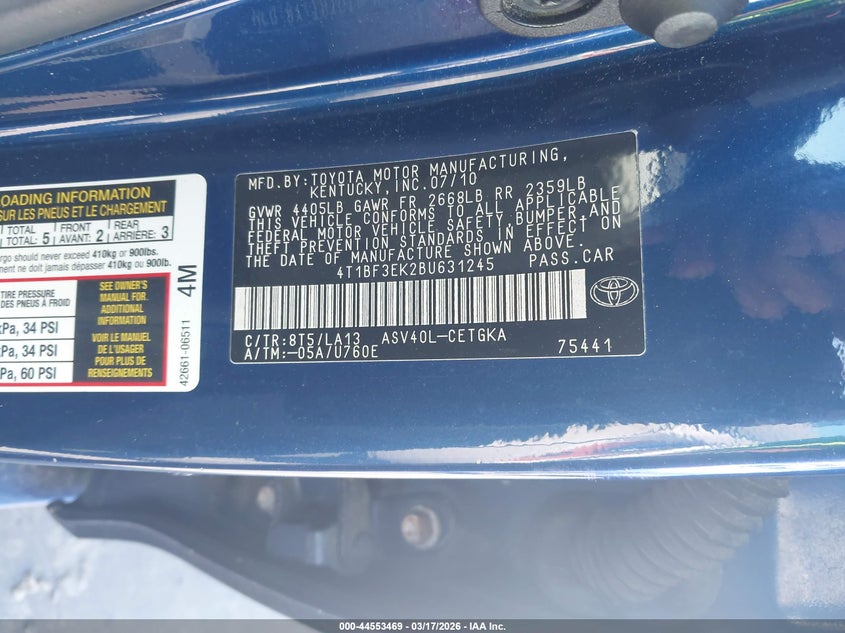 LOADING INFORMATION
SUR LES PNEUS ET LE CHARGEMENT
TOTAL 5 FRONT 2 REAR 3
TOTAL: AVANT: ARRIÈRE:
should never exceed 410kg or 900lbs.
ne doit jamais dépasser 410kg ou 900lb.
TIRE PRESSURE
DES PNEUS À FROID
kPa, 34 PSI
kPa, 34 PSI
Pa, 60 PSI
SEE OWNER'S
MANUAL FOR
ADDITIONAL
INFORMATION
VOIR LE MANUEL
DE L'USAGER
POUR PLUS DE
RENSEIGNEMENTS
4M
42661-06511
MFD.BY:TOYOTA MOTOR MANUFACTURING,
KENTUCKY, INC.07/10
GVWR 4405LB GAWR FR 2668LB RR 2359LB
THIS VEHICLE CONFORMS TO ALL APPLICABLE
FEDERAL MOTOR VEHICLE SAFETY, BUMPER, AND
THEFT PREVENTION STANDARDS IN EFFECT ON
THE DATE OF MANUFACTURE SHOWN ABOVE.
4T1BF3EK2BU631245 PASS.CAR
C/TR:8T5/LA13 ASV40L-CETGKA
A/TM:-05A/U760E 75441
000-44553469 - 03/17/2026 - IAA Inc.